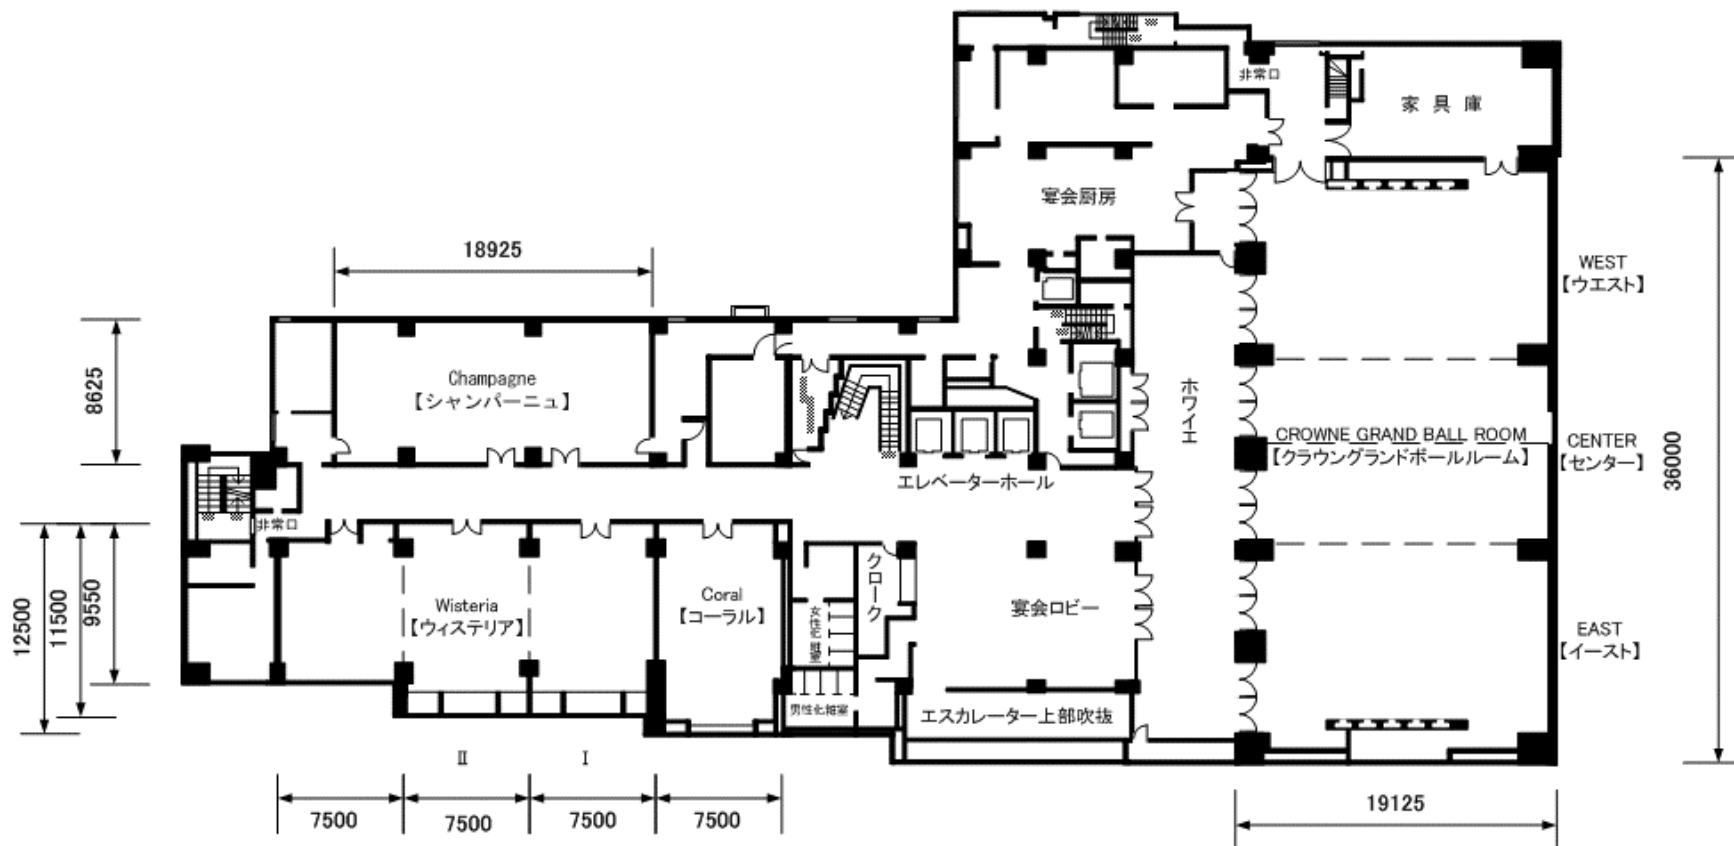 非常口
家具庫
宴会厨房
18925
WEST
【ウエスト】
8625
Champagne
【シャンパーニュ】
ホワイエ
CROWNE GRAND BALL ROOM
【クラウングランドボールルーム】
CENTER
【センター】
36000
エレベーターホール
非常口
12500
11500
9550
Wisteria
【ウィステリア】
Coral
【コーラル】
女性化粧室
クローク
宴会ロビー
EAST
【イースト】
男性化粧室
エスカレーター上部吹抜
II
I
7500
7500
7500
7500
19125